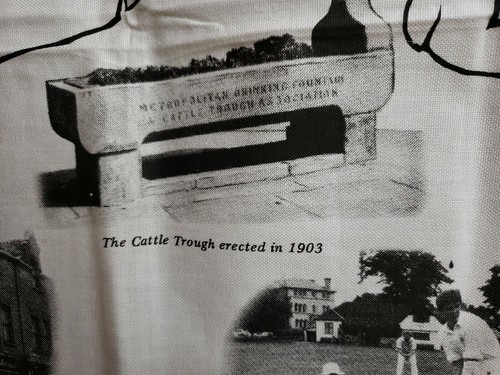 METROPOLITAN DRINKING FOUNTAIN
& CATTLE TROUGH ASSOCIATION
The Cattle Trough erected in 1903